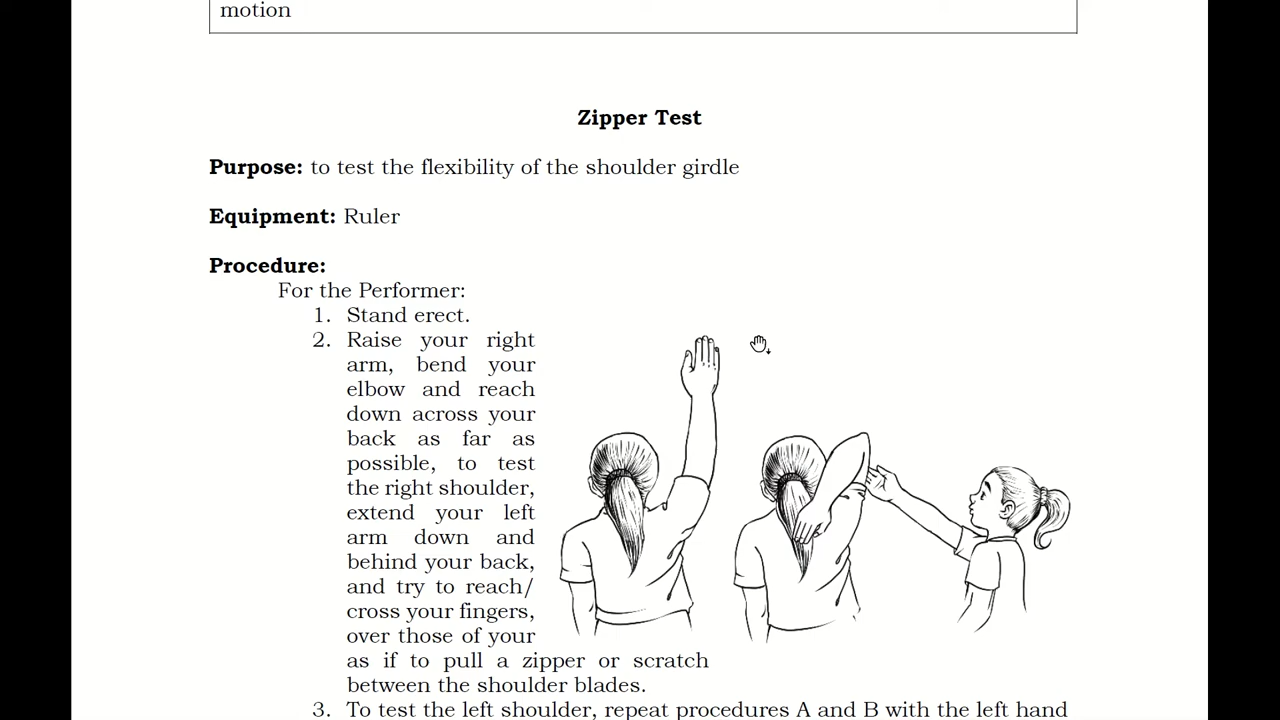 motion
Zipper Test
Purpose: to test the flexibility of the shoulder girdle
Equipment: Ruler
Procedure:
For the Performer:
1. Stand erect.
2. Raise your right
arm, bend your
elbow and reach
down across your
back as far as
possible, to test
the right shoulder,
extend your left
arm down and
behind your back,
and try to reach/
cross your fingers,
over those of your
as if to pull a zipper or scratch
between the shoulder blades.
3. To test the left shoulder, repeat procedures A and B with the left hand